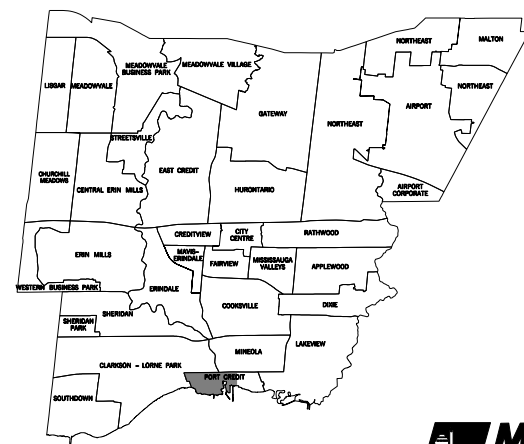 NORTHEAST
MALTON
MEADOWVALE
BUSINESS PARK
MEADOWVALE VILLAGE
LISGAR
MEADOWVALE
NORTHEAST
AIRPORT
GATEWAY
NORTHEAST
STREETSVILLE
EAST CREDIT
CHURCHILL
MEADOWS
CENTRAL ERIN MILLS
HURONTARIO
AIRPORT
CORPORATE
CREDITVIEW
CITY
CENTRE
RATHWOOD
MAVIS-
ERINDALE
ERIN MILLS
FAIRVIEW
MISSISSAUGA
VALLEYS
APPLEWOOD
WESTERN BUSINESS PARK
ERINDALE
COOKSVILLE
DIXIE
SHERIDAN
SHERIDAN
PARK
LAKEVIEW
MINEOLA
CLARKSON - LORNE PARK
PORT CREDIT
SOUTHDOWN
M